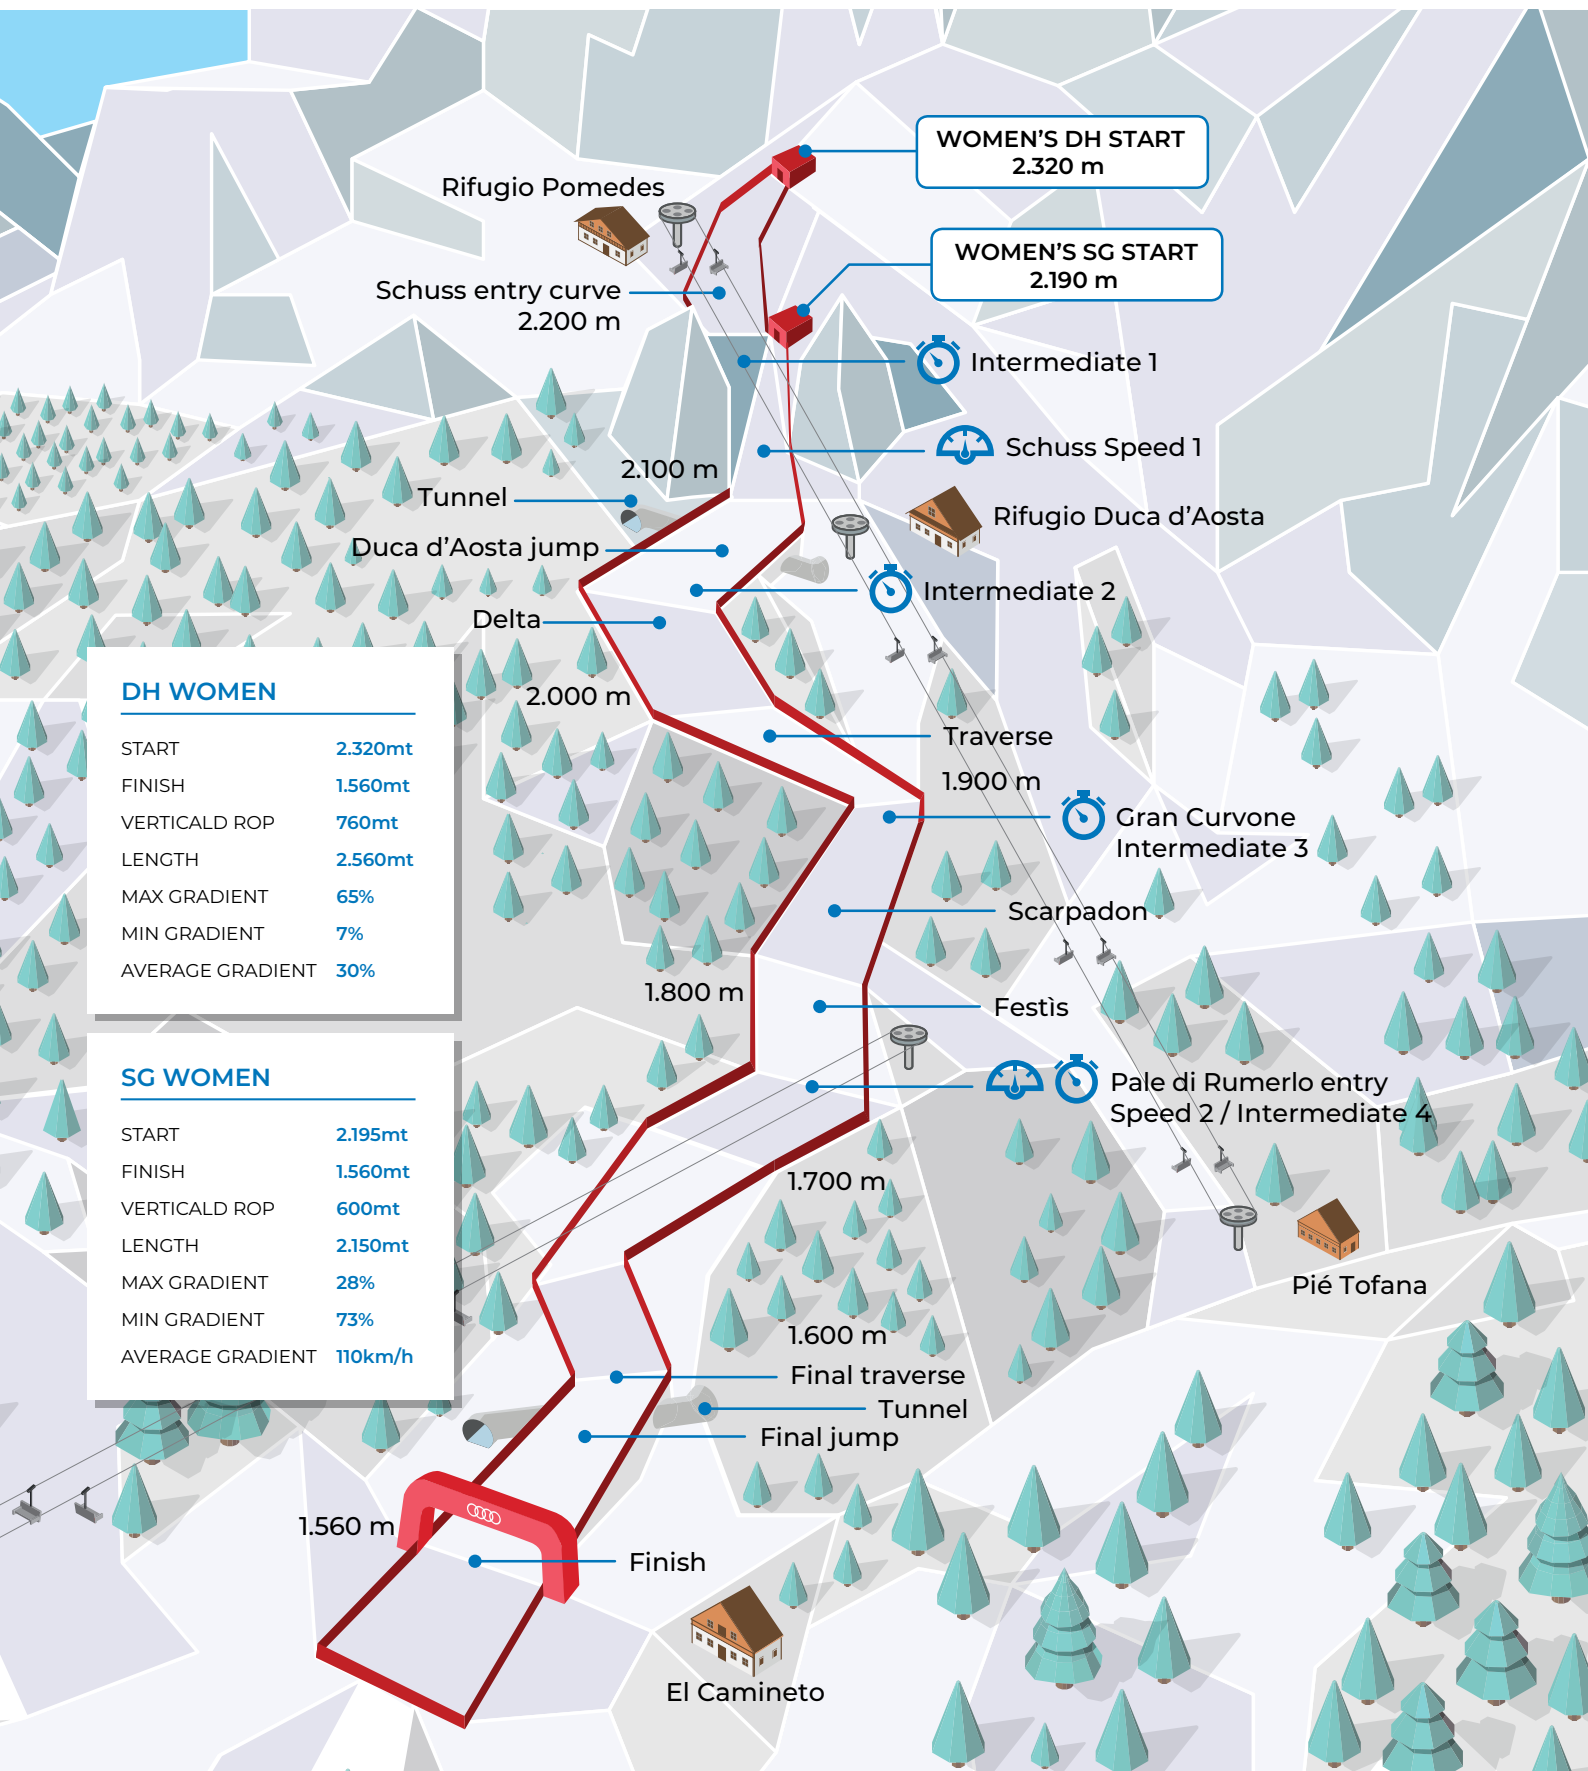 WOMEN'S DH START
2.320 m
Rifugio Pomedes
WOMEN'S SG START
2.190 m
Schuss entry curve
2.200 m
Intermediate 1
Schuss Speed 1
2.100 m
Tunnel
Rifugio Duca d'Aosta
Duca d'Aosta jump
Intermediate 2
Delta
2.000 m
Traverse
1.900 m
Gran Curvone
Intermediate 3
Scarpadon
1.800 m
Festìs
Pale di Rumerlo entry
Speed 2 / Intermediate 4
1.700 m
Pié Tofana
1.600 m
Final traverse
Tunnel
Final jump
1.560 m
Finish
El Camineto
DH WOMEN
START 2.320mt
FINISH 1.560mt
VERTICALD ROP 760mt
LENGTH 2.560mt
MAX GRADIENT 65%
MIN GRADIENT 7%
AVERAGE GRADIENT 30%
SG WOMEN
START 2.195mt
FINISH 1.560mt
VERTICALD ROP 600mt
LENGTH 2.150mt
MAX GRADIENT 28%
MIN GRADIENT 73%
AVERAGE GRADIENT 110km/h